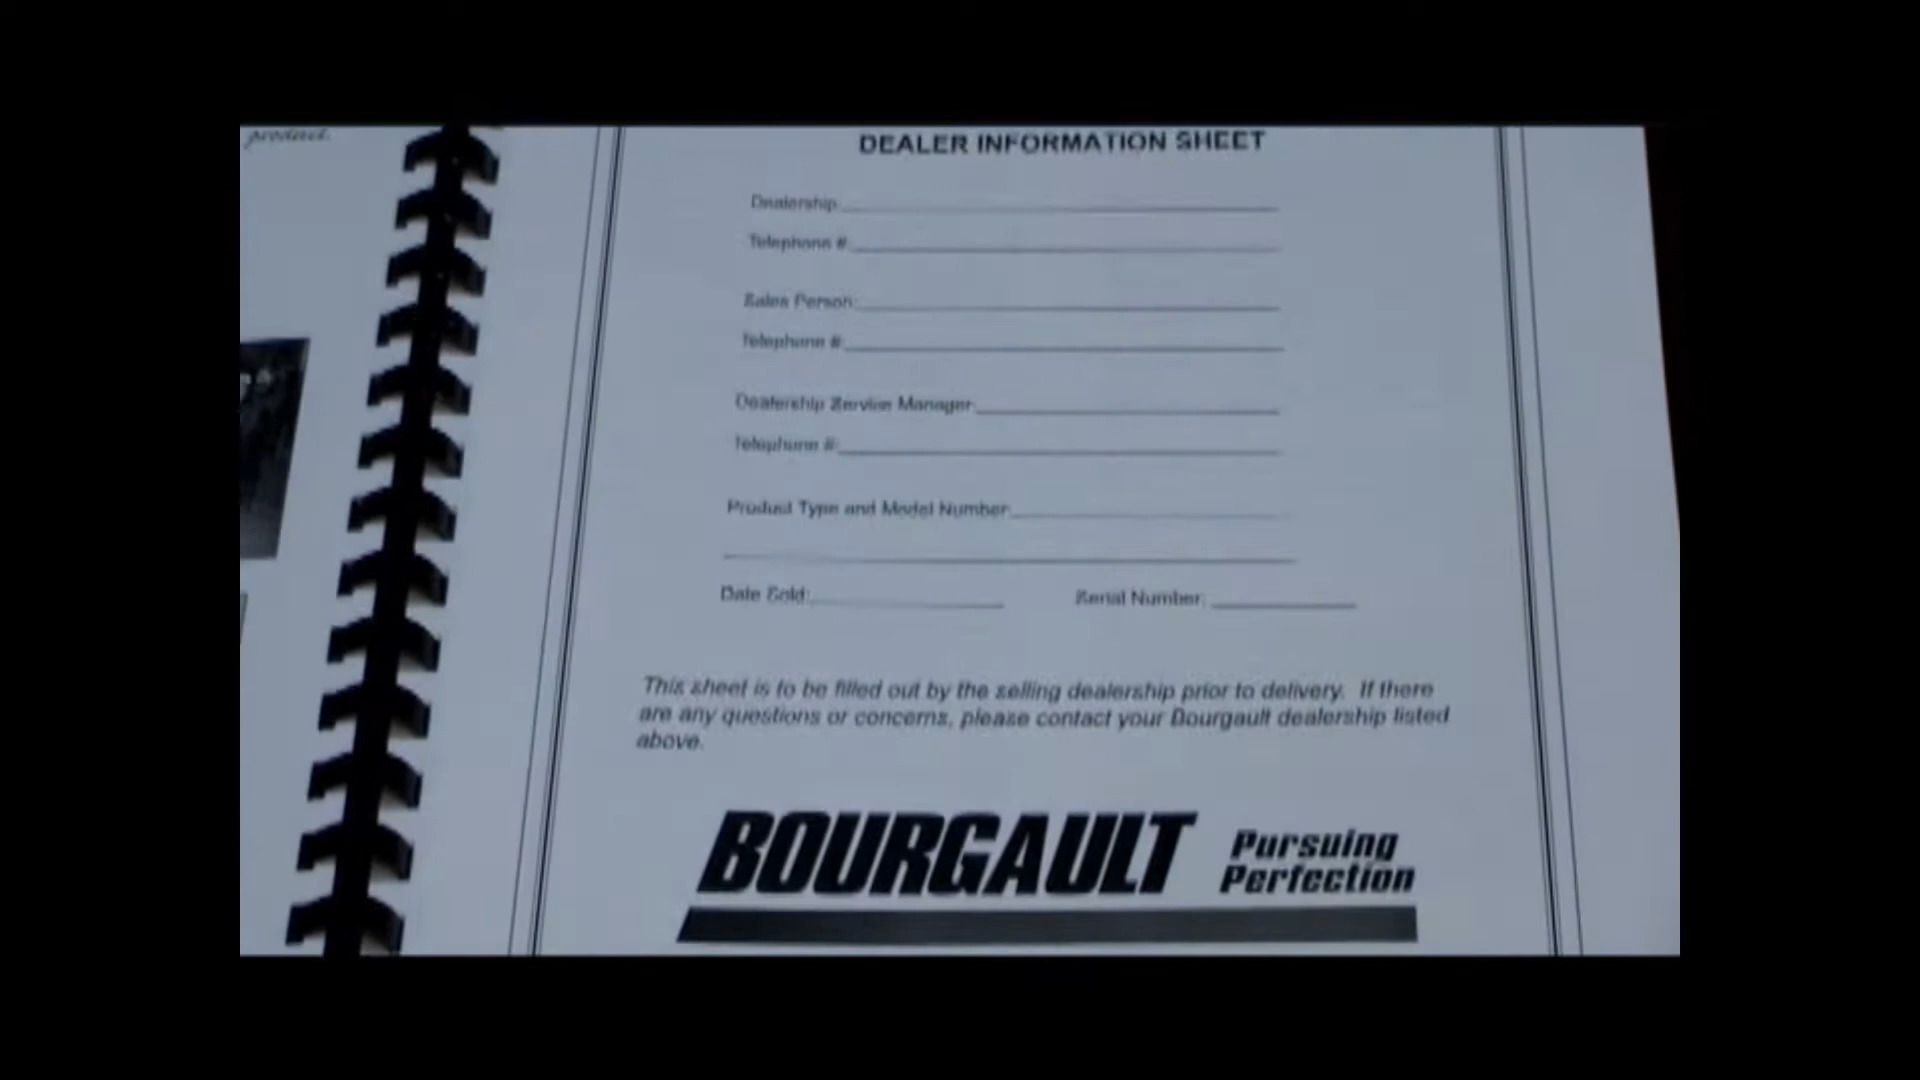 product.
DEALER INFORMATION SHEET
Dealership:
Telephone #:
Sales Person:
Telephone #:
Dealership Service Manager:
Telephone #:
Product Type and Model Number:
Date Sold: Serial Number:
This sheet is to be filled out by the selling dealership prior to delivery. If there
are any questions or concerns, please contact your Bourgault dealership listed
above.
BOURGAULT Pursuing
Perfection